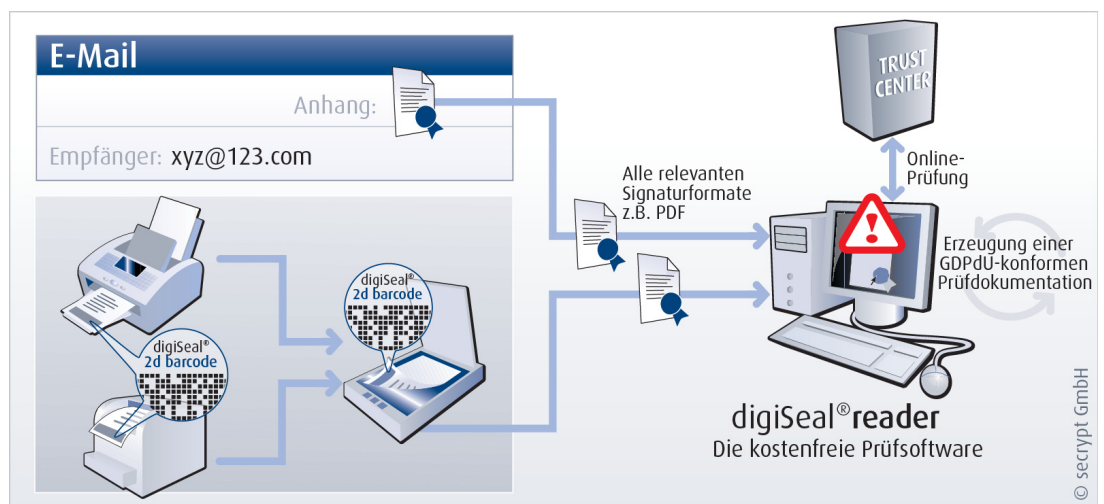 E-Mail
Anhang:
Empfänger: xyz@123.com
TRUST
CENTER
Online-
Prüfung
Alle relevanten
Signaturformate
z.B. PDF
Erzeugung einer
GDPdU-konformen
Prüfdokumentation
digiSeal®
2d barcode
digiSeal®
2d barcode
digiSeal®reader
Die kostenfreie Prüfsoftware
© secrypt GmbH